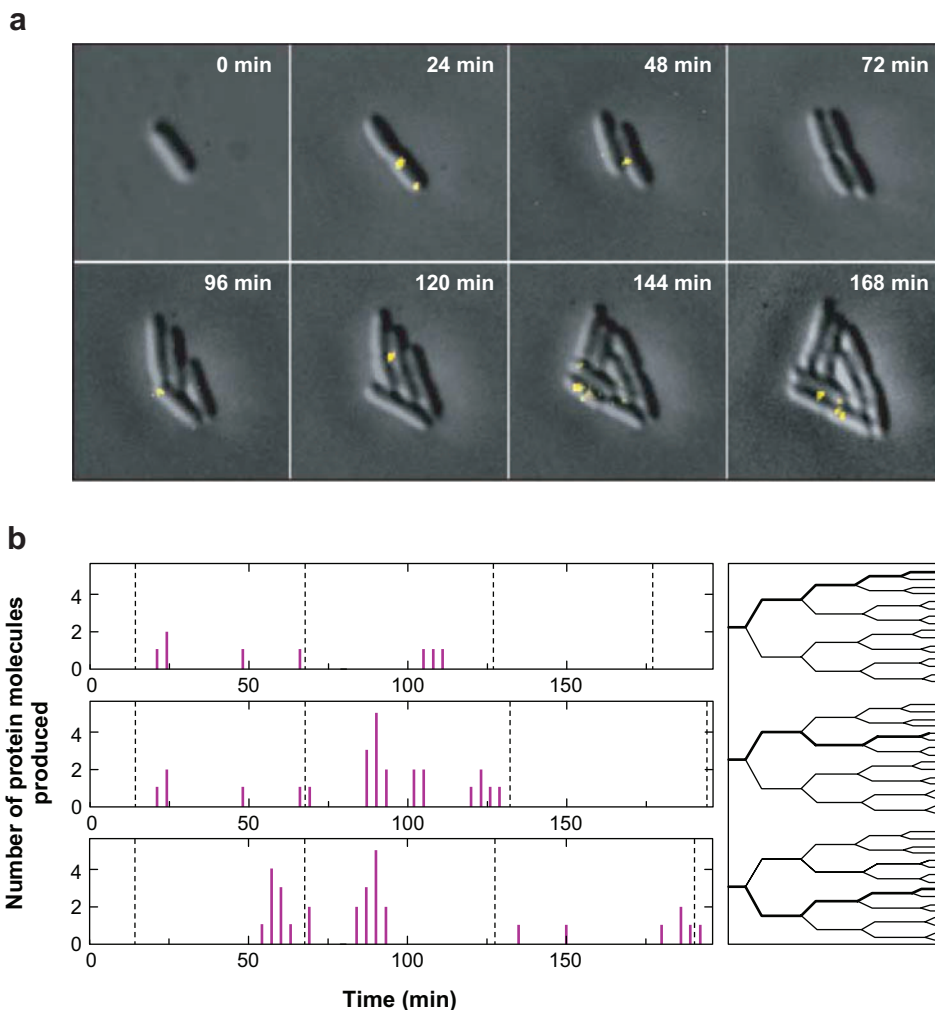 a
0 min 24 min 48 min 72 min
96 min 120 min 144 min 168 min
b
Number of protein molecules
produced
4
2
0
0 50 100 150
4
2
0
0 50 100 150
4
2
0
0 50 100 150
Time (min)